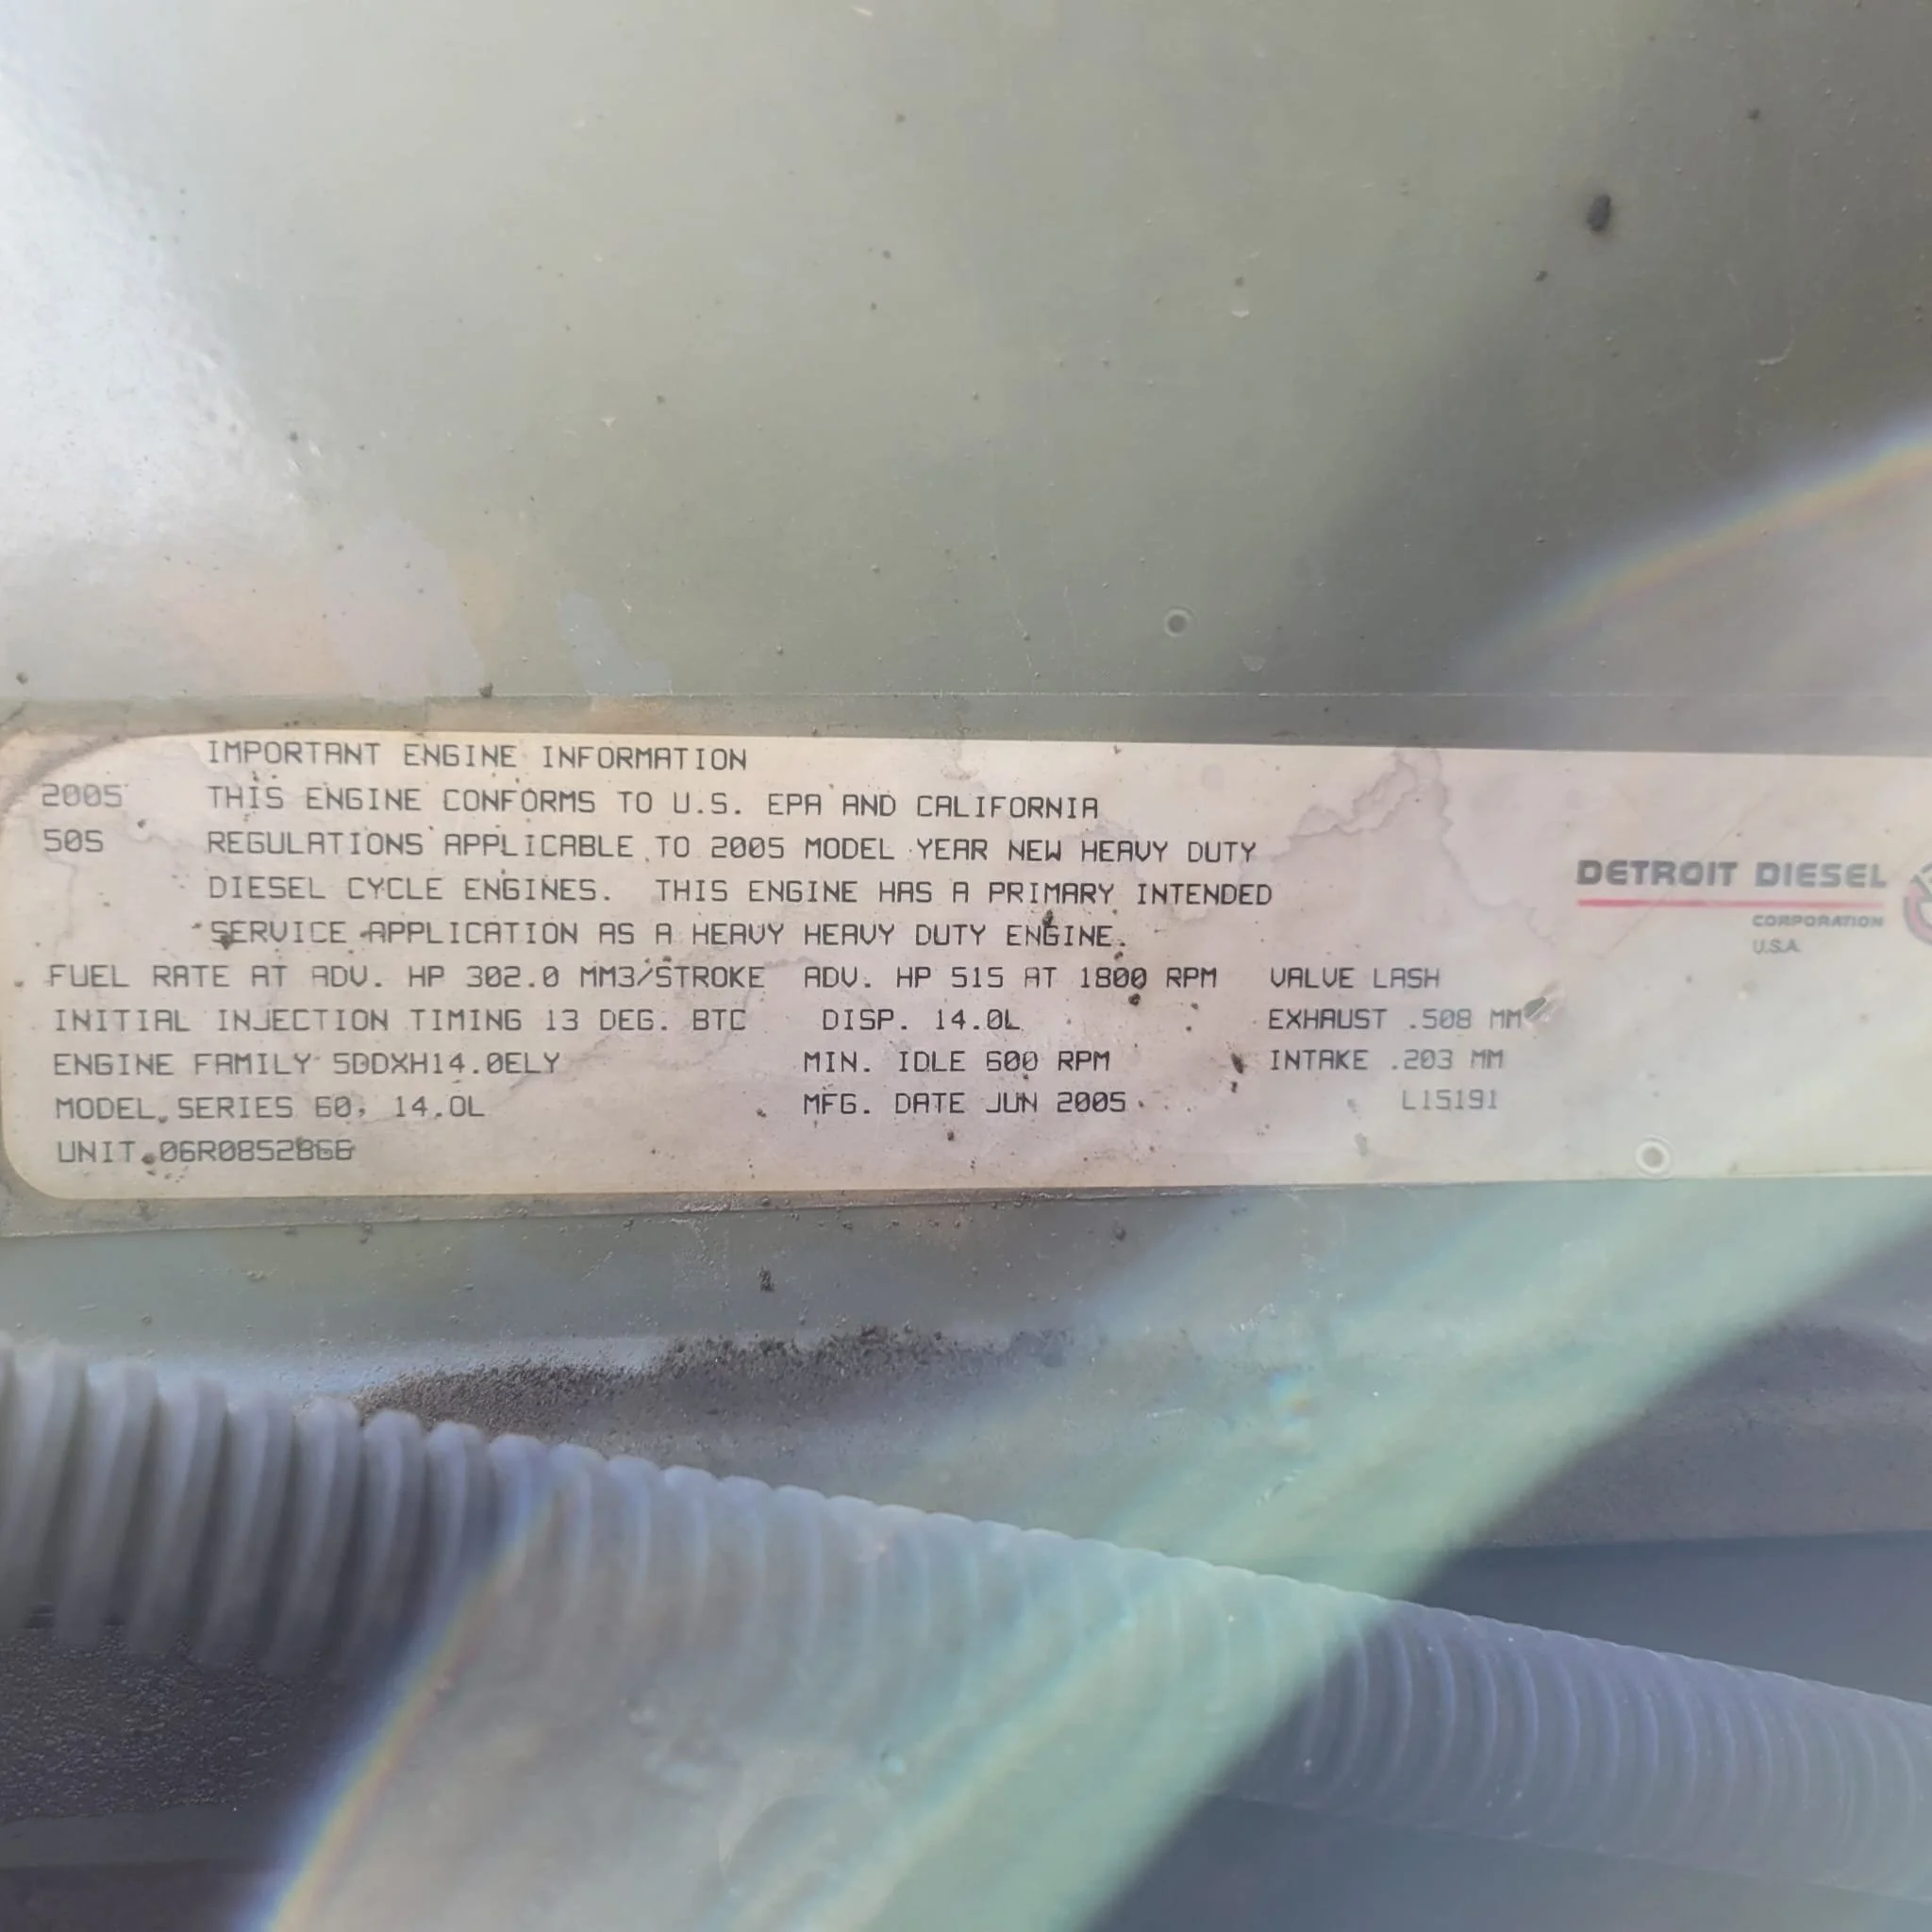 IMPORTANT ENGINE INFORMATION
2005 THIS ENGINE CONFORMS TO U.S. EPA AND CALIFORNIA
505 REGULATIONS APPLICABLE TO 2005 MODEL YEAR NEW HEAVY DUTY
DIESEL CYCLE ENGINES. THIS ENGINE HAS A PRIMARY INTENDED
SERVICE APPLICATION AS A HEAVY HEAVY DUTY ENGINE.
FUEL RATE AT ADV. HP 302.0 MM3/STROKE ADV. HP 515 AT 1800 RPM VALVE LASH
INITIAL INJECTION TIMING 13 DEG. BTC DISP. 14.0L EXHAUST .508 MM
ENGINE FAMILY 5DDXH14.0ELY MIN. IDLE 600 RPM INTAKE .203 MM
MODEL SERIES 60, 14.0L MFG. DATE JUN 2005 L15191
UNIT 06R0852866
DETROIT DIESEL
CORPORATION
U.S.A.